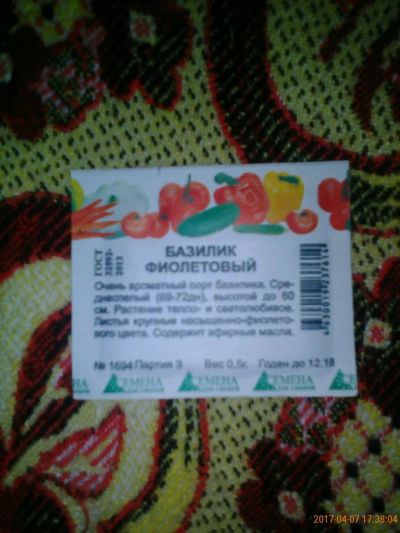 ГОСТ
32592-
2013
БАЗИЛИК
ФИОЛЕТОВЫЙ
Очень ароматный сорт базилика. Сре-
днеспелый (69-72дн), высотой до 60
см. Растение тепло- и светолюбивое.
Листья крупные насыщенно-фиолето-
вого цвета. Содержит эфирные масла.
№ 1694 Партия 3 Вес 0,5г. Годен до 12.18
СЕМЕНА СЕМЕНА СЕМЕНА
2017-04-07 17:38:04